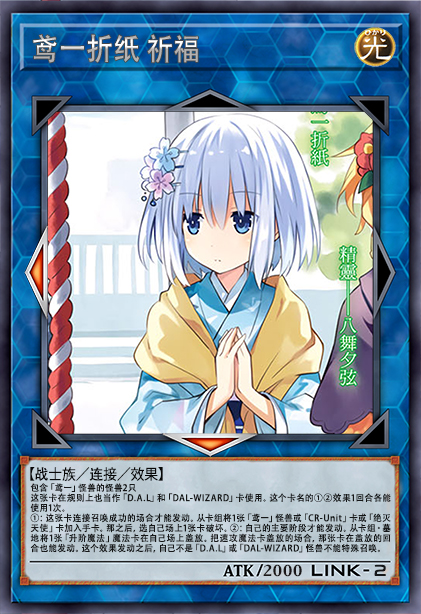 鸢一折纸 祈福
ひかり
光
鸢一折紙
精靈——八舞夕弦
【战士族／连接／效果】
包含「鸢一」怪兽的怪兽2只
这张卡在规则上也当作「D.A.L」和「DAL-WIZARD」卡使用。这个卡名的①②效果1回合各能
使用1次。
①：这张卡连接召唤成功的场合才能发动。从卡组将1张「鸢一」怪兽或「CR-Unit」卡或「绝灭
天使」卡加入手卡。那之后，选自己场上1张卡破坏。②：自己的主要阶段才能发动。从卡组·墓
地将1张「升阶魔法」魔法卡在自己场上盖放。把速攻魔法卡盖放的场合，那张卡在盖放的回
合也能发动。这个效果发动之后，自己不是「D.A.L」或「DAL-WIZARD」怪兽不能特殊召唤。
ATK/2000 LINK-2